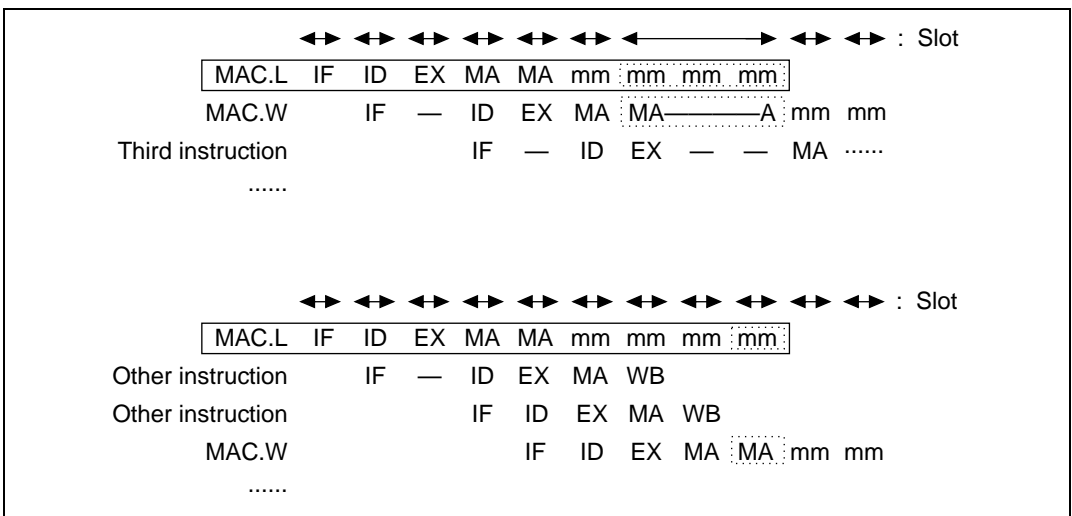 : Slot
MAC.L IF ID EX MA MA mm mm mm mm
MAC.W IF — ID EX MA MA————A mm mm
Third instruction IF — ID EX — — MA ······
......
: Slot
MAC.L IF ID EX MA MA mm mm mm mm
Other instruction IF — ID EX MA WB
Other instruction IF ID EX MA WB
MAC.W IF ID EX MA MA mm mm
......